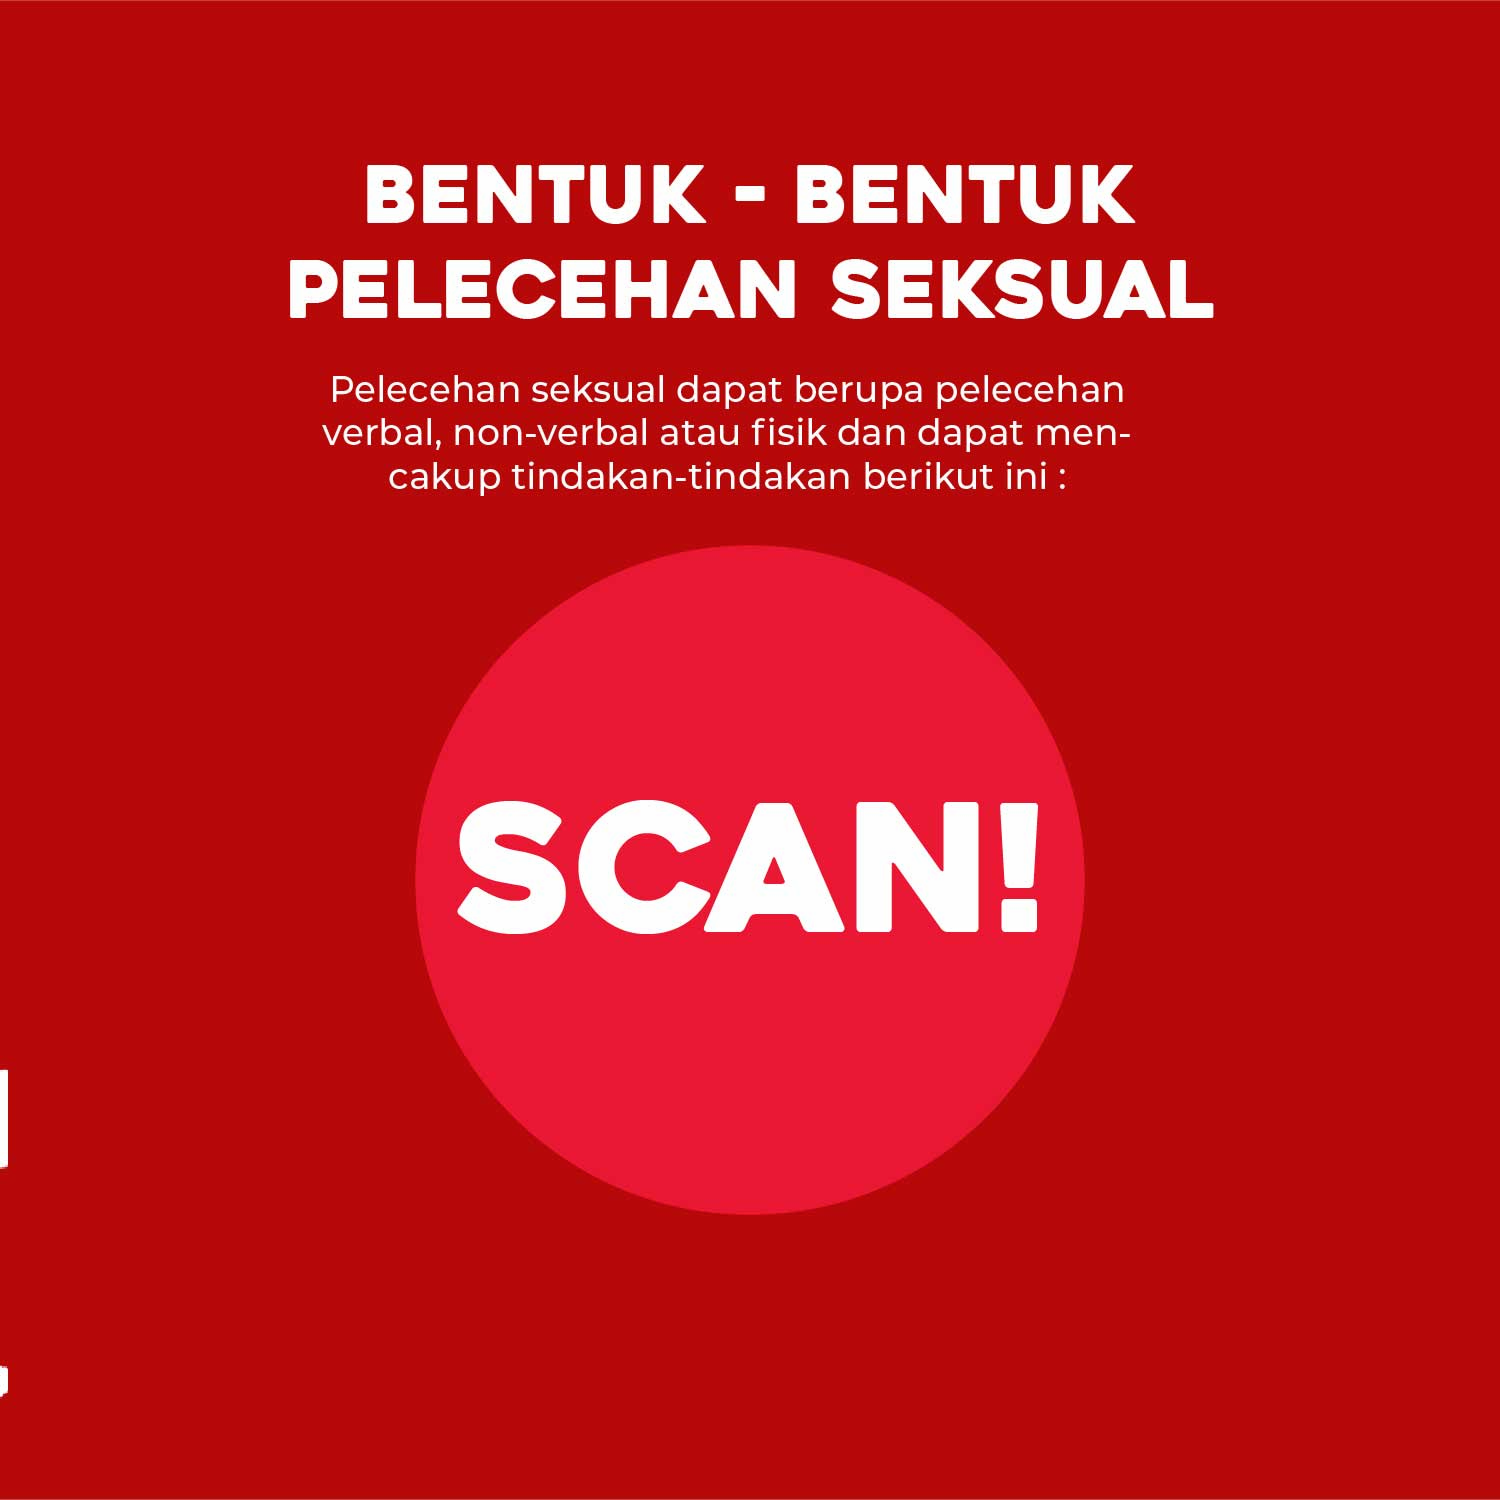 BENTUK - BENTUK
PELECEHAN SEKSUAL
Pelecehan seksual dapat berupa pelecehan
verbal, non-verbal atau fisik dan dapat men-
cakup tindakan-tindakan berikut ini :
SCAN!